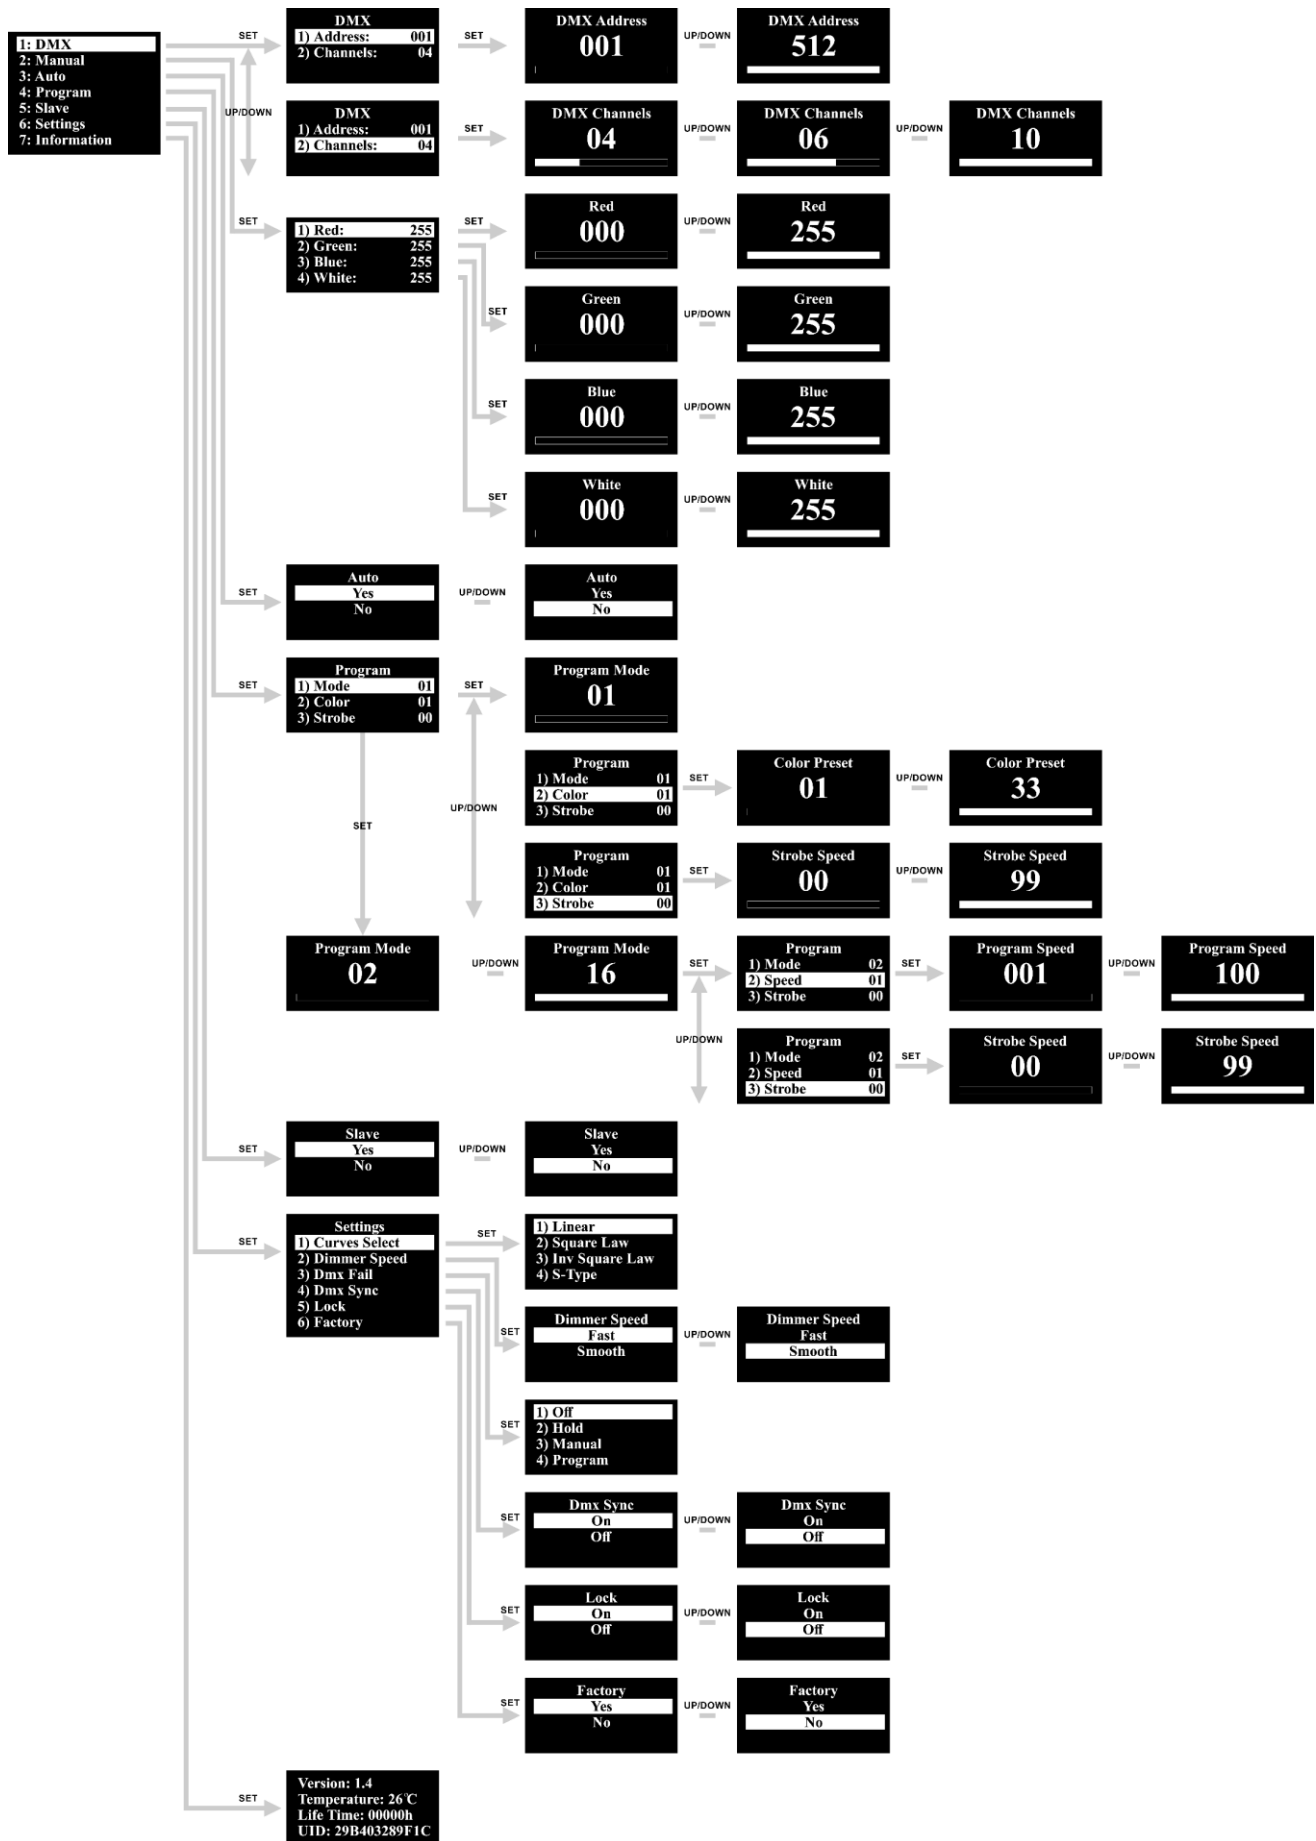 1: DMX
2: Manual
3: Auto
4: Program
5: Slave
6: Settings
7: Information
SET
UP/DOWN
DMX
1) Address: 001
2) Channels: 04
SET
DMX Address
001
UP/DOWN
DMX Address
512
DMX
1) Address: 001
2) Channels: 04
SET
DMX Channels
04
UP/DOWN
DMX Channels
06
UP/DOWN
DMX Channels
10
SET
1) Red: 255
2) Green: 255
3) Blue: 255
4) White: 255
SET
Red
000
UP/DOWN
Red
255
SET
Green
000
UP/DOWN
Green
255
SET
Blue
000
UP/DOWN
Blue
255
SET
White
000
UP/DOWN
White
255
SET
Auto
Yes
No
UP/DOWN
Auto
Yes
No
SET
Program
1) Mode 01
2) Color 01
3) Strobe 00
SET
Program Mode
01
UP/DOWN
Program
1) Mode 01
2) Color 01
3) Strobe 00
SET
Color Preset
01
UP/DOWN
Color Preset
33
SET
Program
1) Mode 01
2) Color 01
3) Strobe 00
SET
Strobe Speed
00
UP/DOWN
Strobe Speed
99
Program Mode
02
UP/DOWN
Program Mode
16
SET
UP/DOWN
Program
1) Mode 02
2) Speed 01
3) Strobe 00
SET
Program Speed
001
UP/DOWN
Program Speed
100
Program
1) Mode 02
2) Speed 01
3) Strobe 00
SET
Strobe Speed
00
UP/DOWN
Strobe Speed
99
SET
Slave
Yes
No
UP/DOWN
Slave
Yes
No
SET
Settings
1) Curves Select
2) Dimmer Speed
3) Dmx Fail
4) Dmx Sync
5) Lock
6) Factory
SET
1) Linear
2) Square Law
3) Inv Square Law
4) S-Type
SET
Dimmer Speed
Fast
Smooth
UP/DOWN
Dimmer Speed
Fast
Smooth
SET
1) Off
2) Hold
3) Manual
4) Program
SET
Dmx Sync
On
Off
UP/DOWN
Dmx Sync
On
Off
SET
Lock
On
Off
UP/DOWN
Lock
On
Off
SET
Factory
Yes
No
UP/DOWN
Factory
Yes
No
SET
Version: 1.4
Temperature: 26℃
Life Time: 00000h
UID: 29B403289F1C